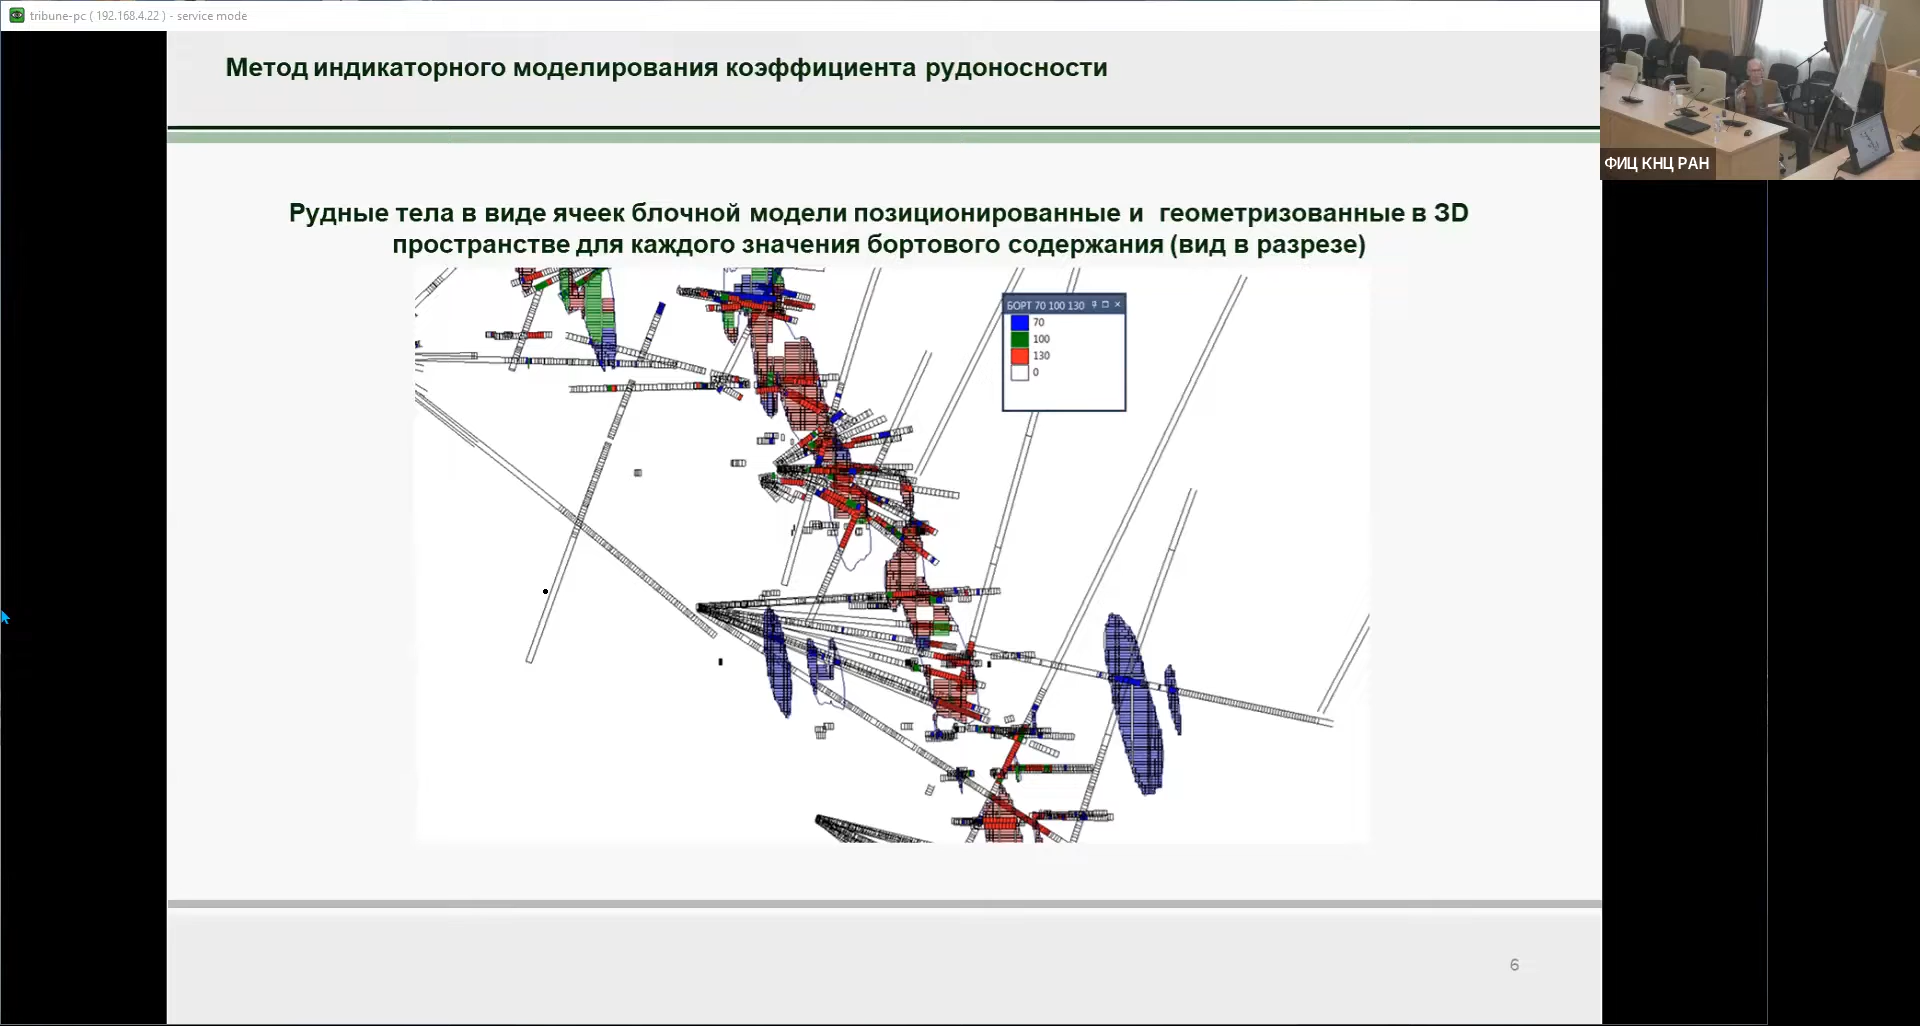 tribune-pc ( 192.168.4.22 ) - service mode
Метод индикаторного моделирования коэффициента рудоносности
ФИЦ КНЦ РАН
Рудные тела в виде ячеек блочной модели позиционированные и геометризованные в 3D
пространстве для каждого значения бортового содержания (вид в разрезе)
БОРТ 70 100 130
70
100
130
0
6